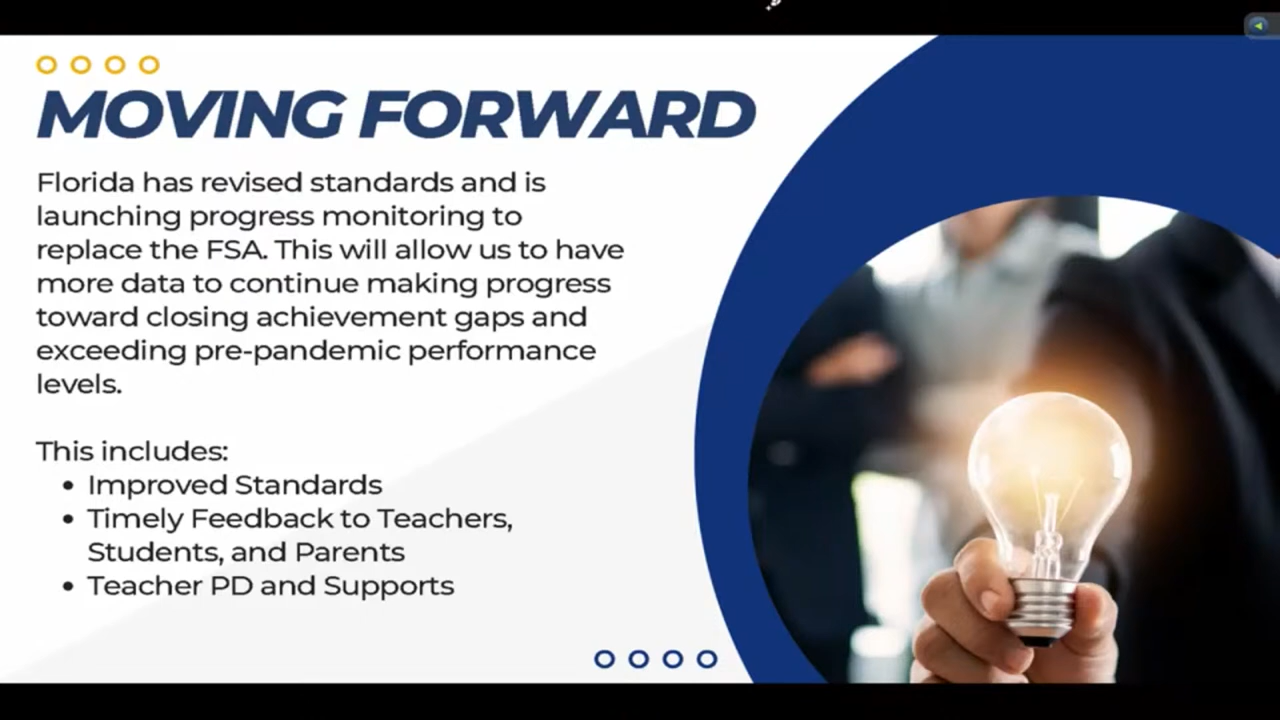 MOVING FORWARD
Florida has revised standards and is
launching progress monitoring to
replace the FSA. This will allow us to have
more data to continue making progress
toward closing achievement gaps and
exceeding pre-pandemic performance
levels.
This includes:
• Improved Standards
• Timely Feedback to Teachers,
Students, and Parents
• Teacher PD and Supports